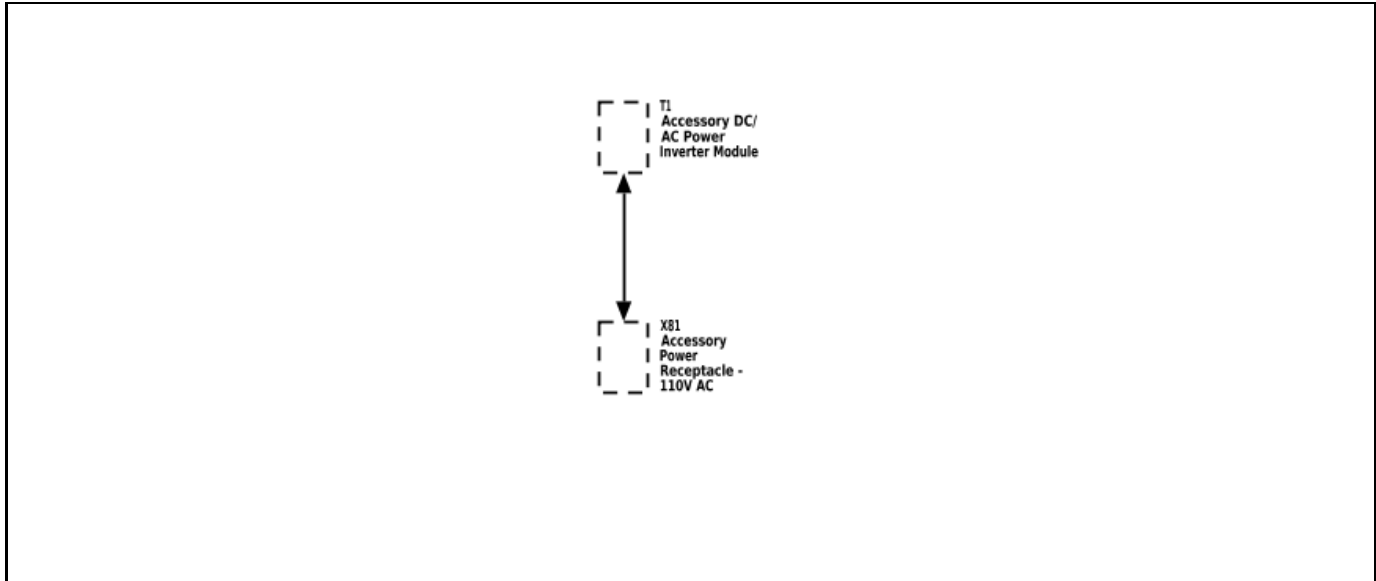 T1
Accessory DC/
AC Power
Inverter Module
X81
Accessory
Power
Receptacle -
110V AC